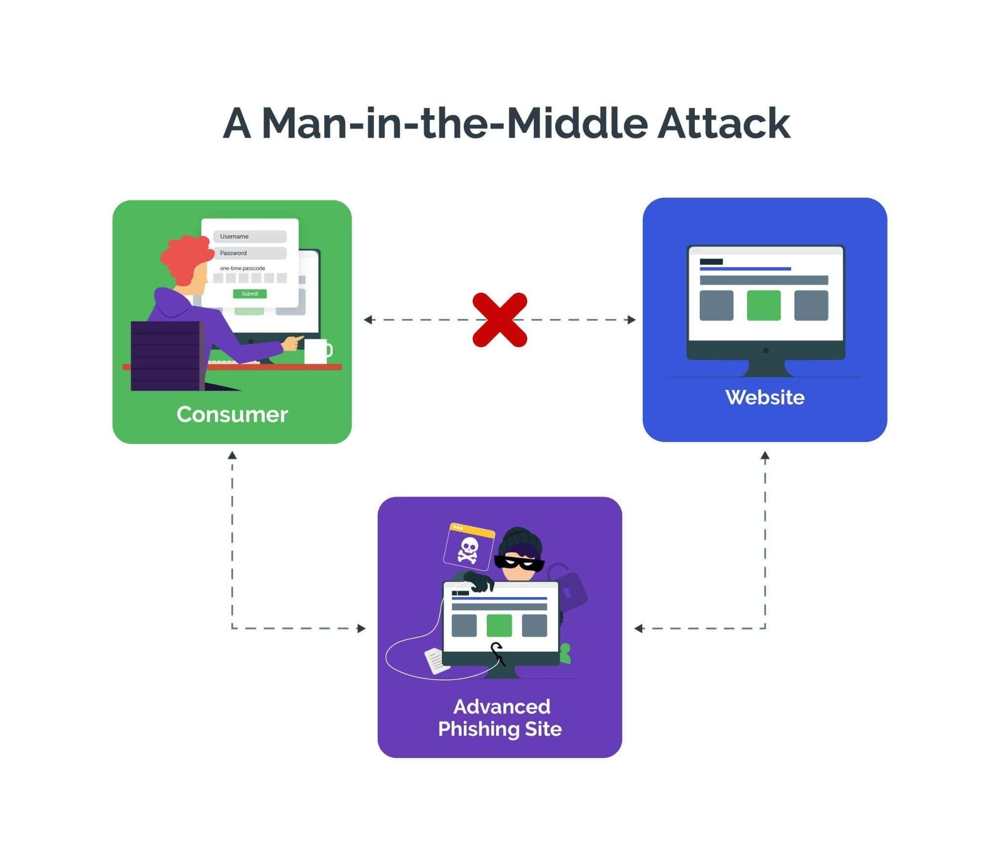 A Man-in-the-Middle Attack
Username
Password
one-time passcode
Submit
Consumer
Website
Advanced
Phishing Site